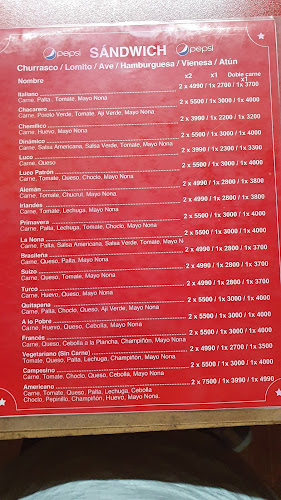 pepsi SÁNDWICH pepsi
Churrasco / Lomito / Ave / Hamburguesa / Vienesa / Atún
Nombre x2 x1 Doble carne x1
Italiano 2 x 4990 / 1x 2700 / 1x 3700
Carne, Palta, Tomate, Mayo Nona
Chacarero 2 x 5500 / 1x 3000 / 1x 4000
Carne, Poroto Verde, Tomate, Ají Verde, Mayo Nona
Chemilico 2 x 3990 / 1x 2200 / 1x 3200
Carne, Huevo, Mayo Nona
Dinámico 2 x 5500 / 1x 3000 / 1x 4000
Carne, Salsa Americana, Salsa Verde, Tomate, Mayo Nona
Luco 2 x 3990 / 1x 2300 / 1x 3300
Carne, Queso
Luco Patrón 2 x 5500 / 1x 3000 / 1x 4000
Carne, Tomate, Queso, Choclo, Mayo Nona
Alemán 2 x 4990 / 1x 2800 / 1x 3800
Carne, Tomate, Chucrut, Mayo Nona
Irlandes 2 x 4990 / 1x 2800 / 1x 3800
Carne, Tomate, Lechuga, Mayo Nona
Primavera 2 x 5500 / 1x 3000 / 1x 4000
Carne, Palta, Lechuga, Tomate, Choclo, Mayo Nona
La Nona 2 x 5500 / 1x 3000 / 1x 4000
Carne, Palta, Salsa Americana, Salsa Verde, Tomate, Mayo N
Brasileña 2 x 4990 / 1x 2800 / 1x 3700
Carne, Queso, Palta, Mayo Nona
Suizo 2 x 4990 / 1x 2800 / 1x 3700
Carne, Queso, Tomate, Mayo Nona
Turco 2 x 4990 / 1x 2800 / 1x 3700
Carne, Huevo, Queso, Mayo Nona
Quitapena 2 x 5500 / 1x 3000 / 1x 4000
Carne, Palta, Choclo, Queso, Ají Verde, Mayo Nona
A lo Pobre 2 x 5500 / 1x 3000 / 1x 4000
Carne, Huevo, Queso, Cebolla, Mayo Nona
Francés 2 x 5500 / 1x 3000 / 1x 4000
Carne, Queso, Cebolla a la Plancha, Champiñón, Mayo Nona
Vegetariano (Sin Carne) 2 x 4990 / 1x 2700 / 1x 3500
Tomate, Queso, Palta, Lechuga, Champiñón, Mayo Nona.
Campesino 2 x 5500 / 1x 3000 / 1x 4000
Carne, Tomate, Choclo, Queso, Cebolla, Mayo Nona
Americano 2 x 7500 / 1x 3990 / 1x 4990
Carne, Tomate, Queso, Palta, Lechuga, Cebolla
Choclo, Pepinillo, Champiñón, Huevo, Mayo Nona.